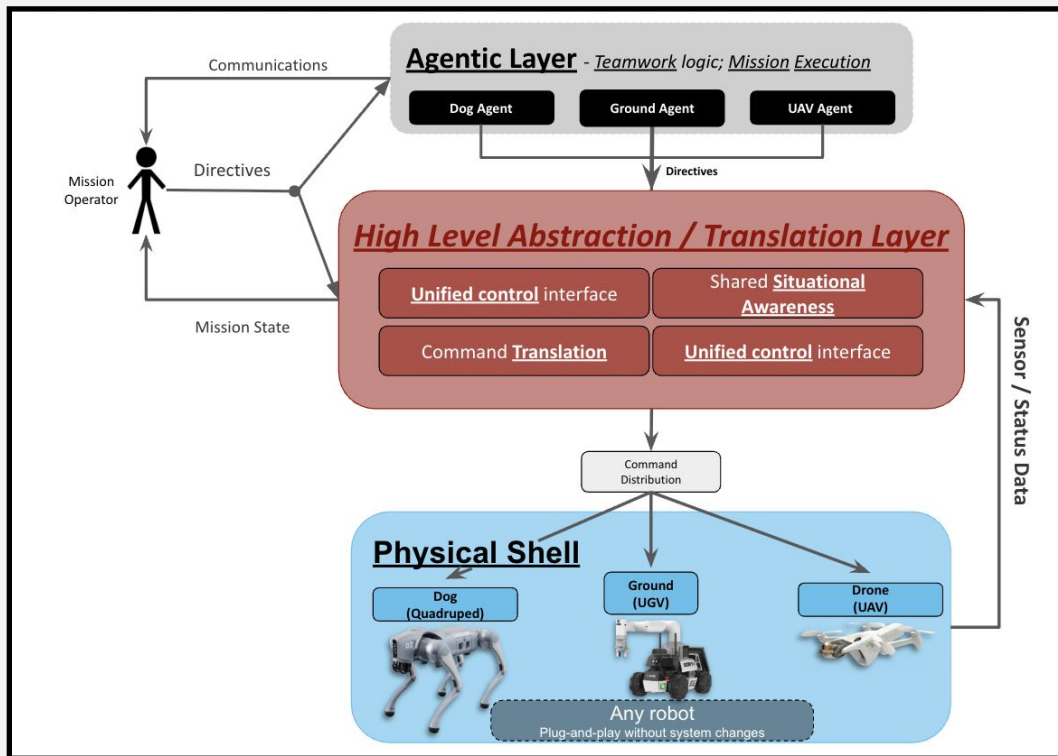 Agentic Layer - Teamwork logic; Mission Execution
Communications
Dog Agent
Ground Agent
UAV Agent
Directives
Mission
Operator
Directives
High Level Abstraction / Translation Layer
Unified control interface
Shared Situational
Awareness
Command Translation
Unified control interface
Mission State
Sensor / Status Data
Command
Distribution
Physical Shell
Dog
(Quadruped)
Ground
(UGV)
Drone
(UAV)
Any robot
Plug-and-play without system changes